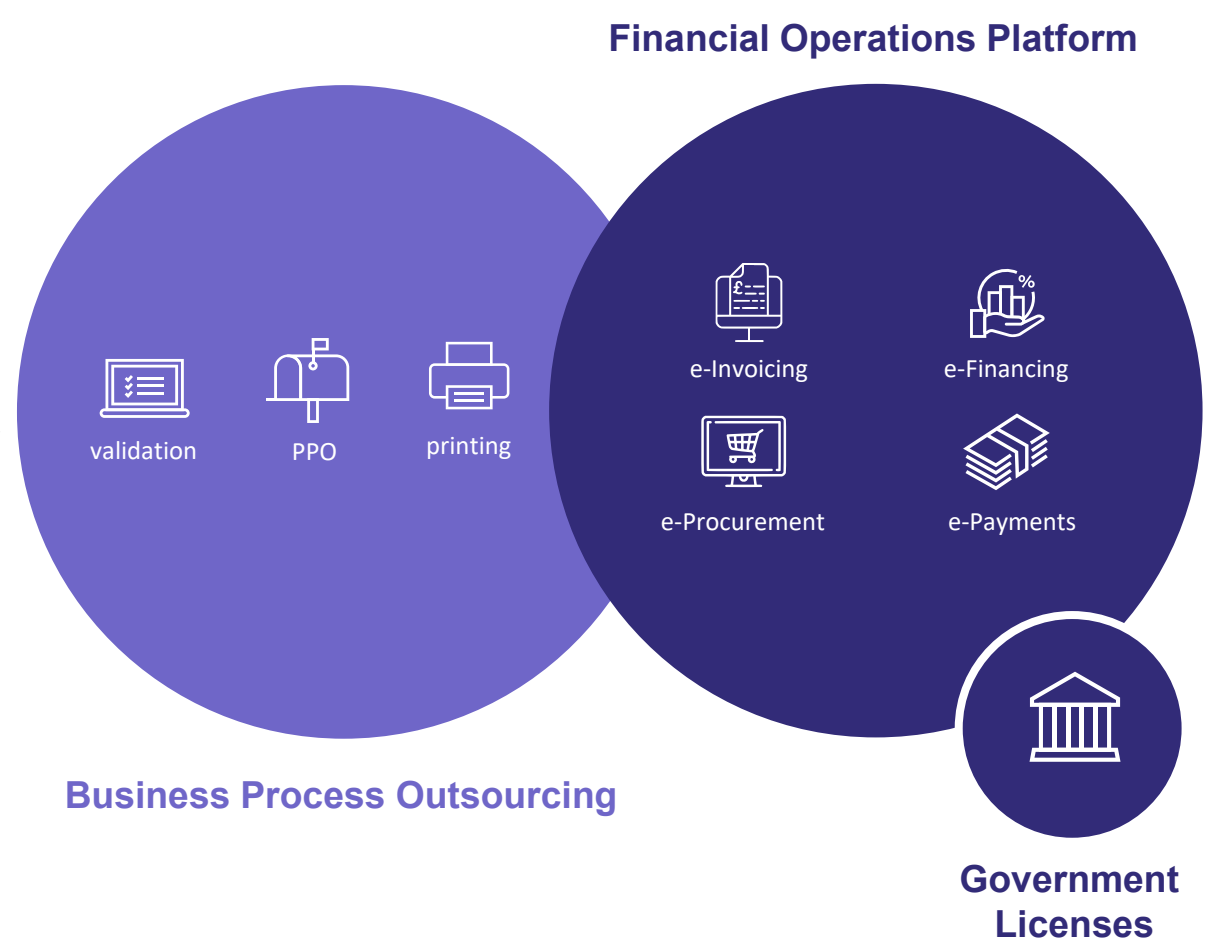 Financial Operations Platform
£
%
e-Invoicing
e-Financing
validation
PPO
printing
e-Procurement
e-Payments
Business Process Outsourcing
Government
Licenses